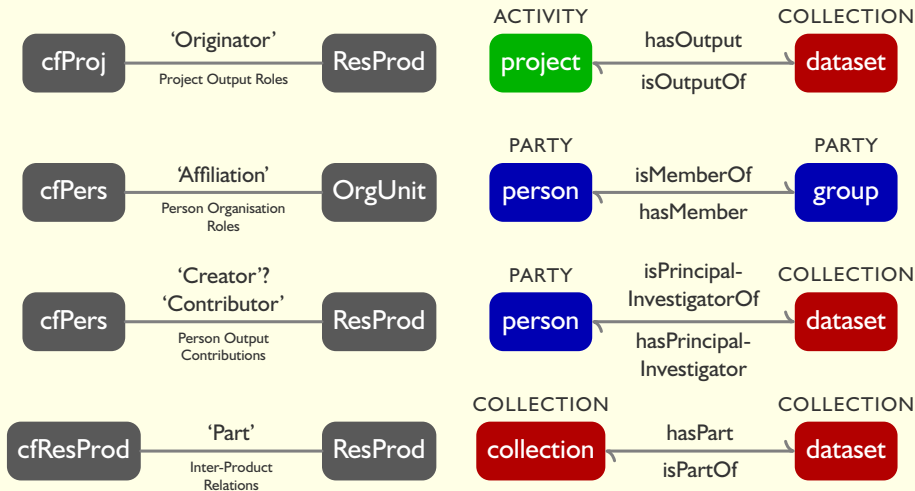 ACTIVITY
COLLECTION
cfProj
‘Originator’
Project Output Roles
ResProd
project
hasOutput
isOutputOf
dataset
PARTY
PARTY
cfPers
‘Affiliation’
Person Organisation
Roles
OrgUnit
person
isMemberOf
hasMember
group
PARTY
COLLECTION
cfPers
‘Creator’?
‘Contributor’
Person Output
Contributions
ResProd
person
isPrincipal-
InvestigatorOf
hasPrincipal-
Investigator
dataset
COLLECTION
COLLECTION
cfResProd
‘Part’
Inter-Product
Relations
ResProd
collection
hasPart
isPartOf
dataset